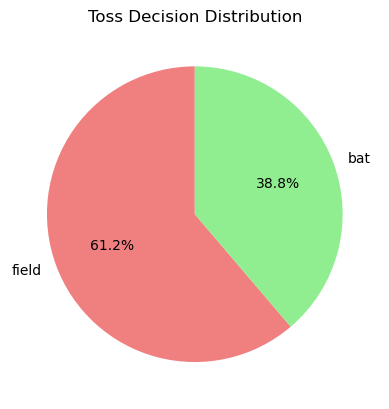 Toss Decision Distribution
bat
38.8%
61.2%
field